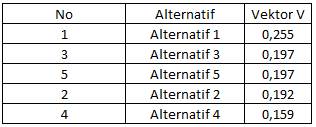 No Alternatif Vektor V
1 Alternatif 1 0,255
3 Alternatif 3 0,197
5 Alternatif 5 0,197
2 Alternatif 2 0,192
4 Alternatif 4 0,159